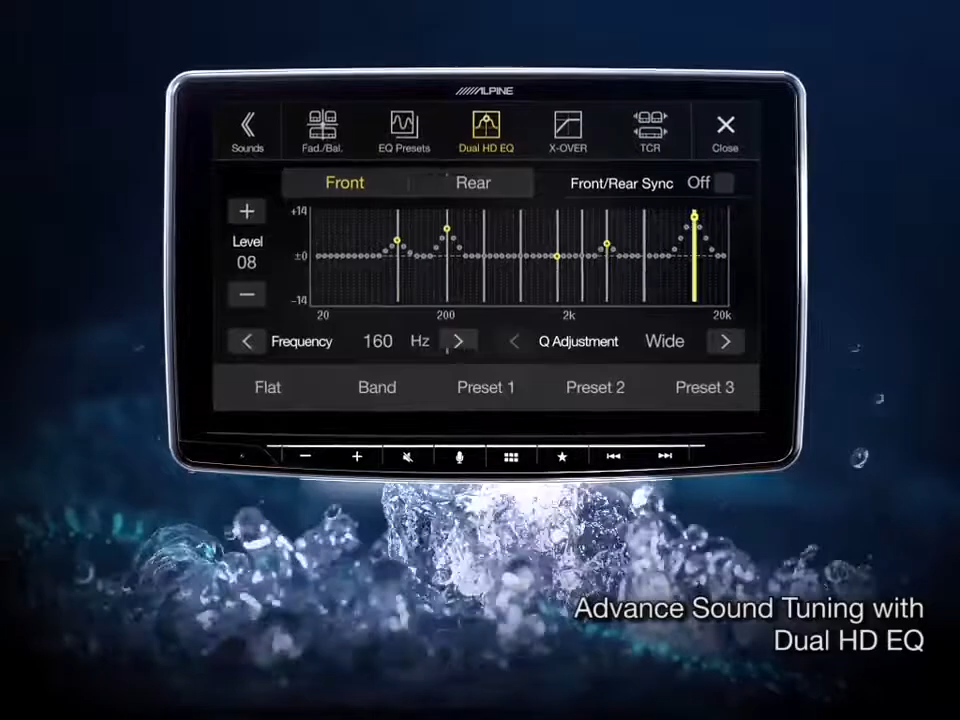 ALPINE
Sounds Fad./Bal. EQ Presets Dual HD EQ X-OVER TCR Close
Front Rear Front/Rear Sync Off
+14
Level
08
±0
−14
20 200 2k 20k
Frequency 160 Hz Q Adjustment Wide
Flat Band Preset 1 Preset 2 Preset 3
Advance Sound Tuning with
Dual HD EQ